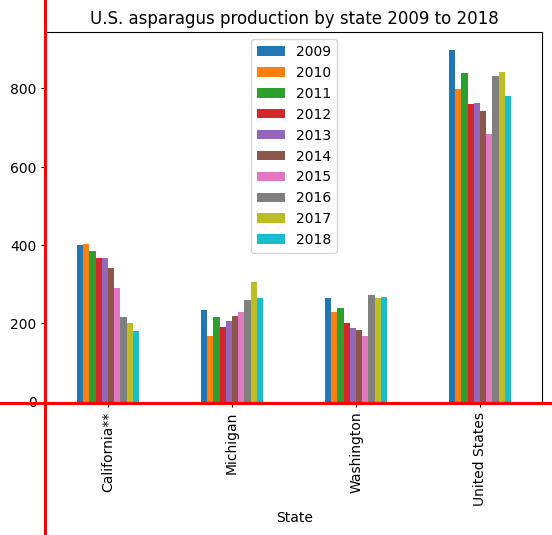 U.S. asparagus production by state 2009 to 2018
2009
2010
2011
2012
2013
2014
2015
2016
2017
2018
800
600
400
200
0
California**
Michigan
Washington
United States
State